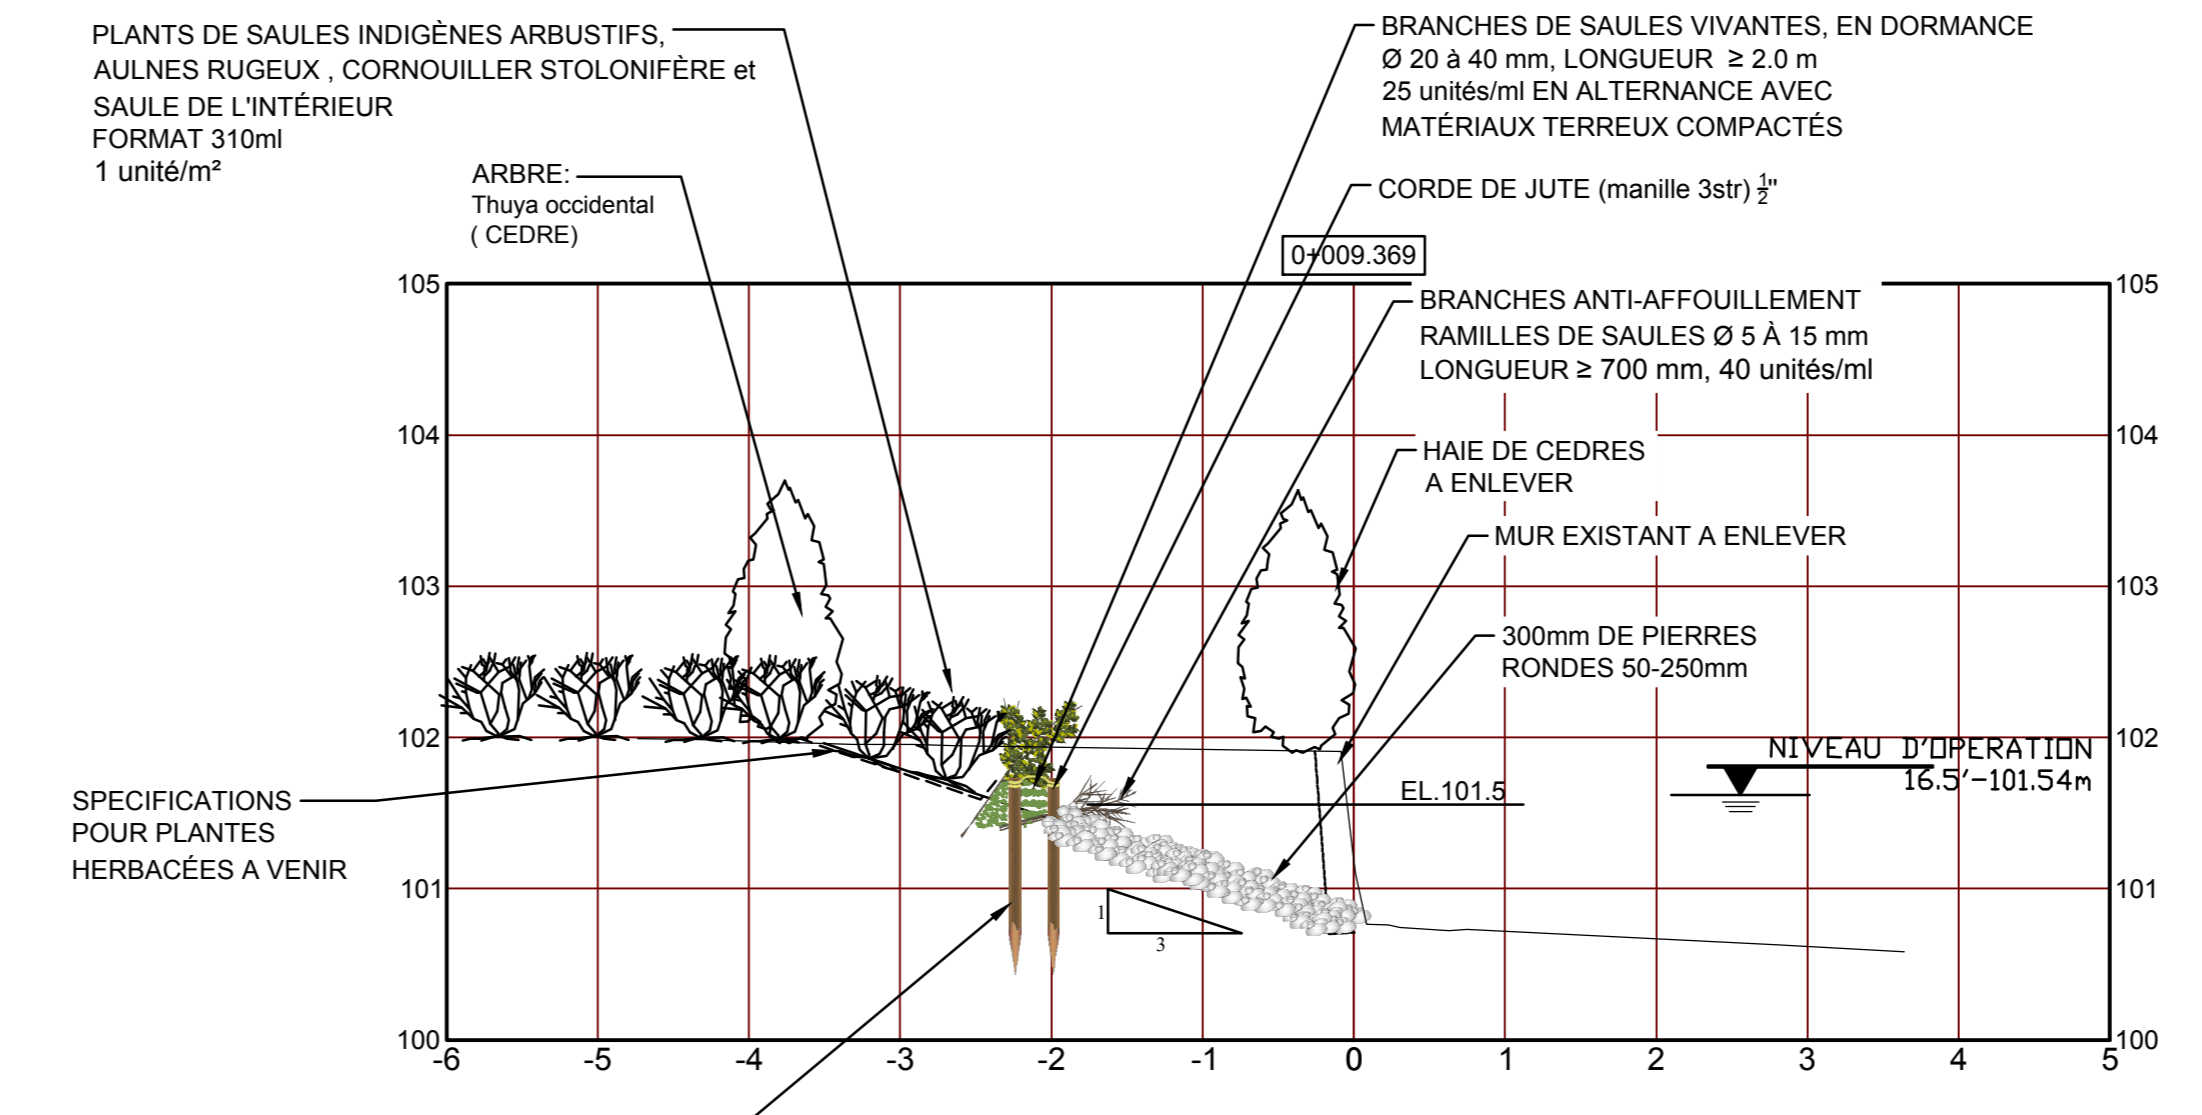 PLANTS DE SAULES INDIGÈNES ARBUSTIFS,
AULNES RUGEUX , CORNOUILLER STOLONIFÈRE et
SAULE DE L'INTÉRIEUR
FORMAT 310ml
1 unité/m²
ARBRE:
Thuya occidental
( CEDRE)
BRANCHES DE SAULES VIVANTES, EN DORMANCE
Ø 20 à 40 mm, LONGUEUR ≥ 2.0 m
25 unités/ml EN ALTERNANCE AVEC
MATÉRIAUX TERREUX COMPACTÉS
CORDE DE JUTE (manille 3str) ½"
0+009.369
BRANCHES ANTI-AFFOUILLEMENT
RAMILLES DE SAULES Ø 5 À 15 mm
LONGUEUR ≥ 700 mm, 40 unités/ml
HAIE DE CEDRES
A ENLEVER
MUR EXISTANT A ENLEVER
300mm DE PIERRES
RONDES 50-250mm
NIVEAU D'OPERATION
16.5'-101.54m
EL.101.5
SPECIFICATIONS
POUR PLANTES
HERBACÉES A VENIR
1
3
105
104
103
102
101
100
105
104
103
102
101
100
-6 -5 -4 -3 -2 -1 0 1 2 3 4 5